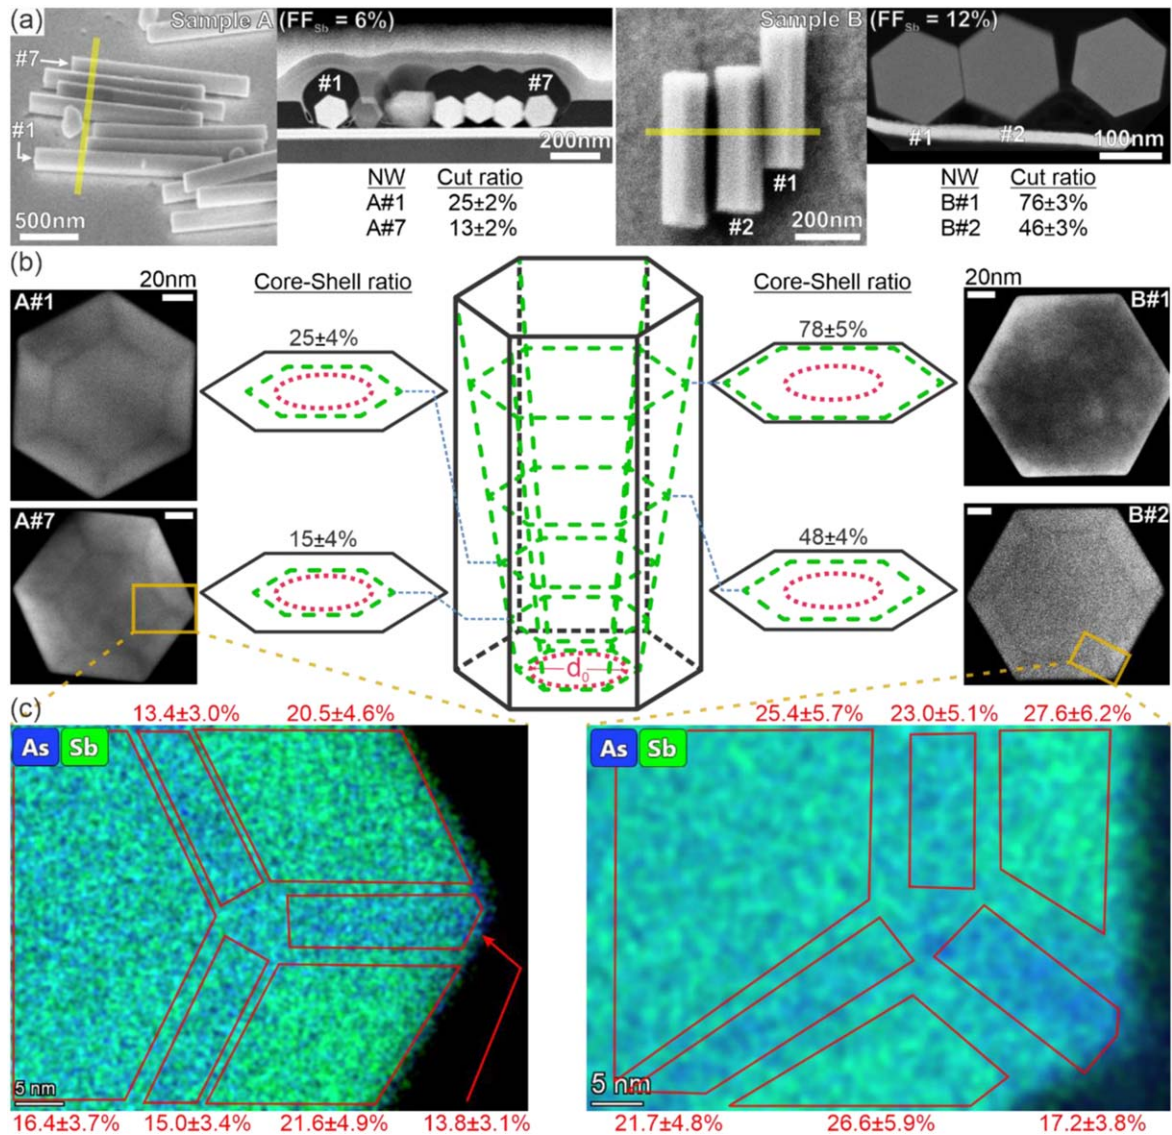 (a)
Sample A
(FFSb = 6%)
#7
#1
500nm
#1
#7
200nm
NW Cut ratio
A#1 25±2%
A#7 13±2%
Sample B
(FFSb = 12%)
#1
#2
200nm
#1
#2
100nm
NW Cut ratio
B#1 76±3%
B#2 46±3%
(b)
20nm
A#1
Core-Shell ratio
25±4%
Core-Shell ratio
78±5%
20nm
B#1
A#7
15±4%
48±4%
B#2
d0
(c)
13.4±3.0% 20.5±4.6%
As Sb
5 nm
16.4±3.7% 15.0±3.4% 21.6±4.9% 13.8±3.1%
25.4±5.7% 23.0±5.1% 27.6±6.2%
As Sb
5 nm
21.7±4.8% 26.6±5.9% 17.2±3.8%